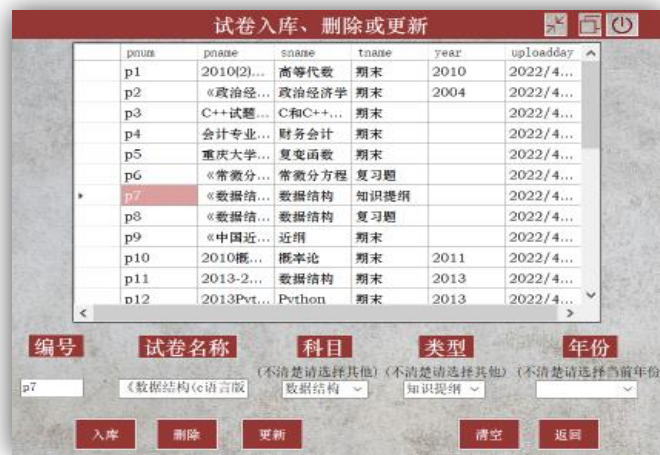 试卷入库、删除或更新
pnum pname sname tname year uploadday
p1 2010(2)... 高等代数 期末 2010 2022/4...
p2 《政治经... 政治经济学 期末 2004 2022/4...
p3 C++试题... C和C++... 期末 2022/4...
p4 会计专业... 财务会计 期末 2022/4...
p5 重庆大学... 复变函数 期末 2022/4...
p6 《常微分... 常微分方程 复习题 2022/4...
p7 《数据结... 数据结构 知识提纲 2022/4...
p8 《数据结... 数据结构 复习题 2022/4...
p9 《中国近... 近纲 期末 2022/4...
p10 2010概... 概率论 期末 2011 2022/4...
p11 2013-2... 数据结构 期末 2013 2022/4...
p12 2013Pyt... Python 期末 2013 2022/4...
编号 试卷名称 科目 类型 年份
(不清楚请选择其他) (不清楚请选择其他) (不清楚请选择当前年份
p7 《数据结构(c语言版 数据结构 知识提纲
入库 删除 更新 清空 返回